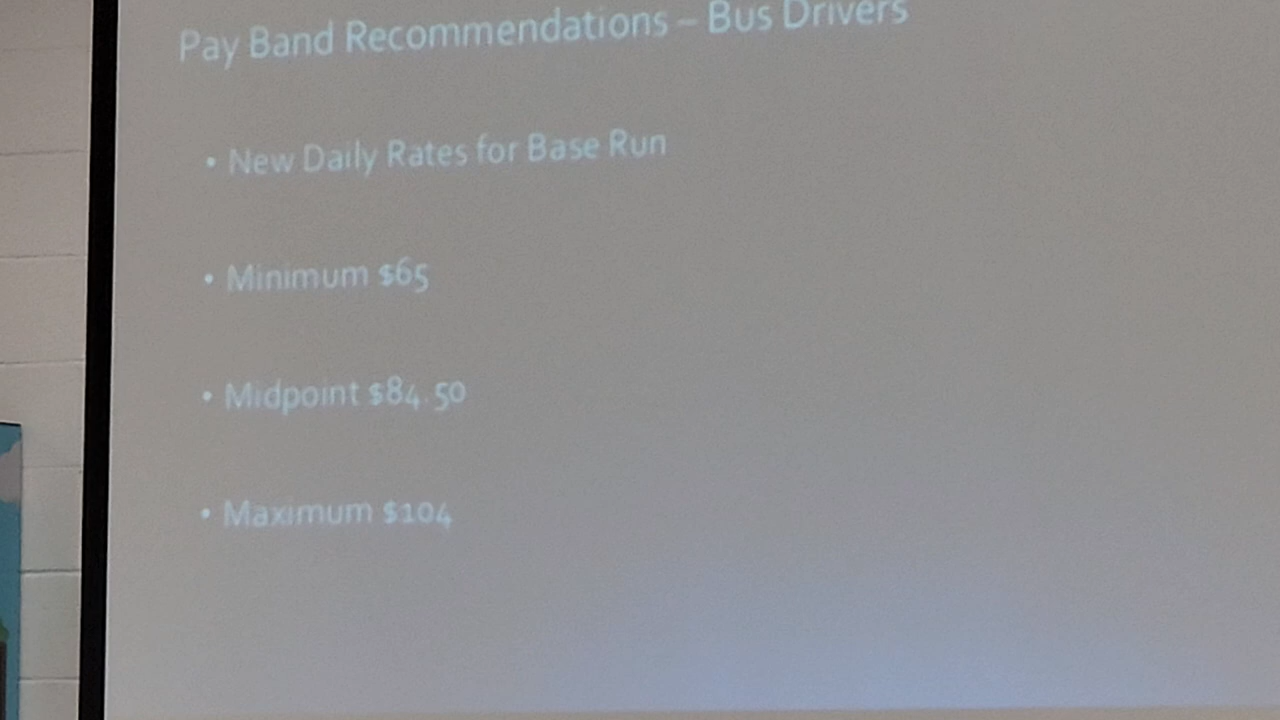 Pay Band Recommendations – Bus Drivers
• New Daily Rates for Base Run
• Minimum $65
• Midpoint $84.50
• Maximum $104